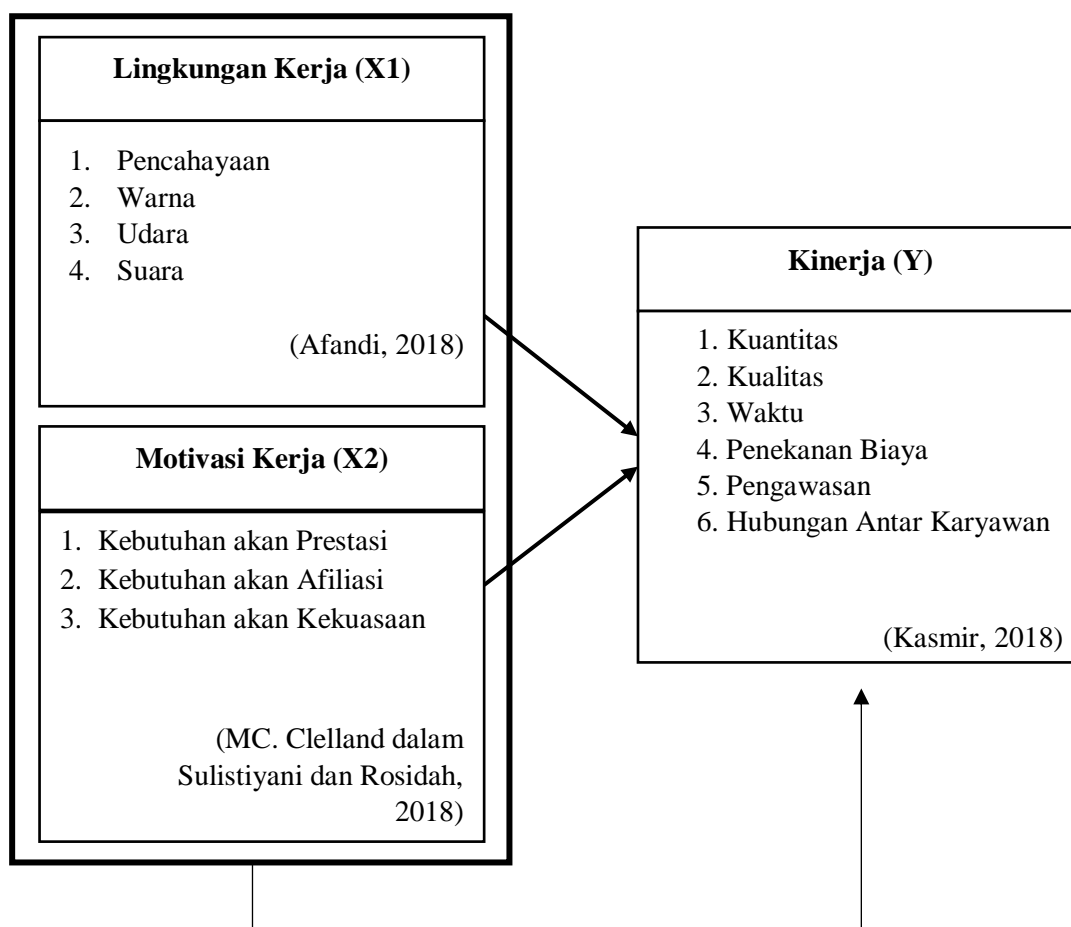 Lingkungan Kerja (X1)
1. Pencahayaan
2. Warna
3. Udara
4. Suara
(Afandi, 2018)
Motivasi Kerja (X2)
1. Kebutuhan akan Prestasi
2. Kebutuhan akan Afiliasi
3. Kebutuhan akan Kekuasaan
(MC. Clelland dalam
Sulistiyani dan Rosidah,
2018)
Kinerja (Y)
1. Kuantitas
2. Kualitas
3. Waktu
4. Penekanan Biaya
5. Pengawasan
6. Hubungan Antar Karyawan
(Kasmir, 2018)